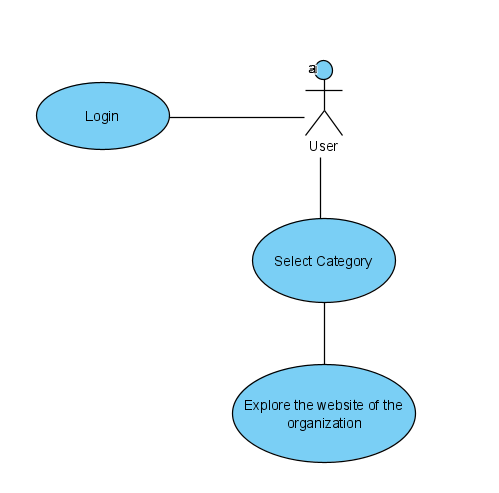 a
Login
User
Select Category
Explore the website of the
organization